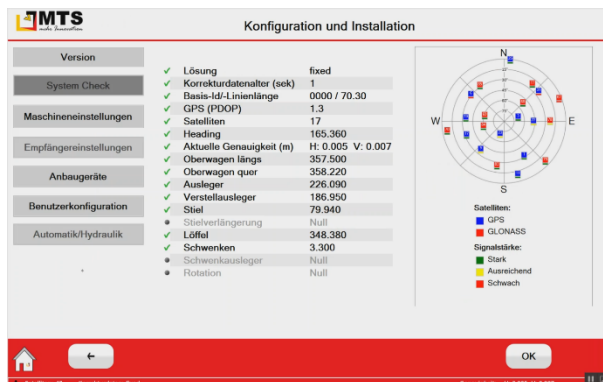 MTS
mehr Innovation
Konfiguration und Installation
Version
System Check
Maschineneinstellungen
Empfängereinstellungen
Anbaugeräte
Benutzerkonfiguration
Automatik/Hydraulik
Lösung fixed
Korrekturdatenalter (sek) 1
Basis-Id/-Linienlänge 0000 / 70.30
GPS (PDOP) 1.3
Satelliten 17
Heading 165.360
Aktuelle Genauigkeit (m) H: 0.005 V: 0.007
Oberwagen längs 357.500
Oberwagen quer 358.220
Ausleger 226.090
Verstellausleger 186.950
Stiel 79.940
Stielverfängerung Null
Löffel 348.380
Schwenken 3.300
Schwenkausleger Null
Rotation Null
N
W
E
S
Satelliten:
GPS
GLONASS
Signalstärke:
Stark
Ausreichend
Schwach
OK